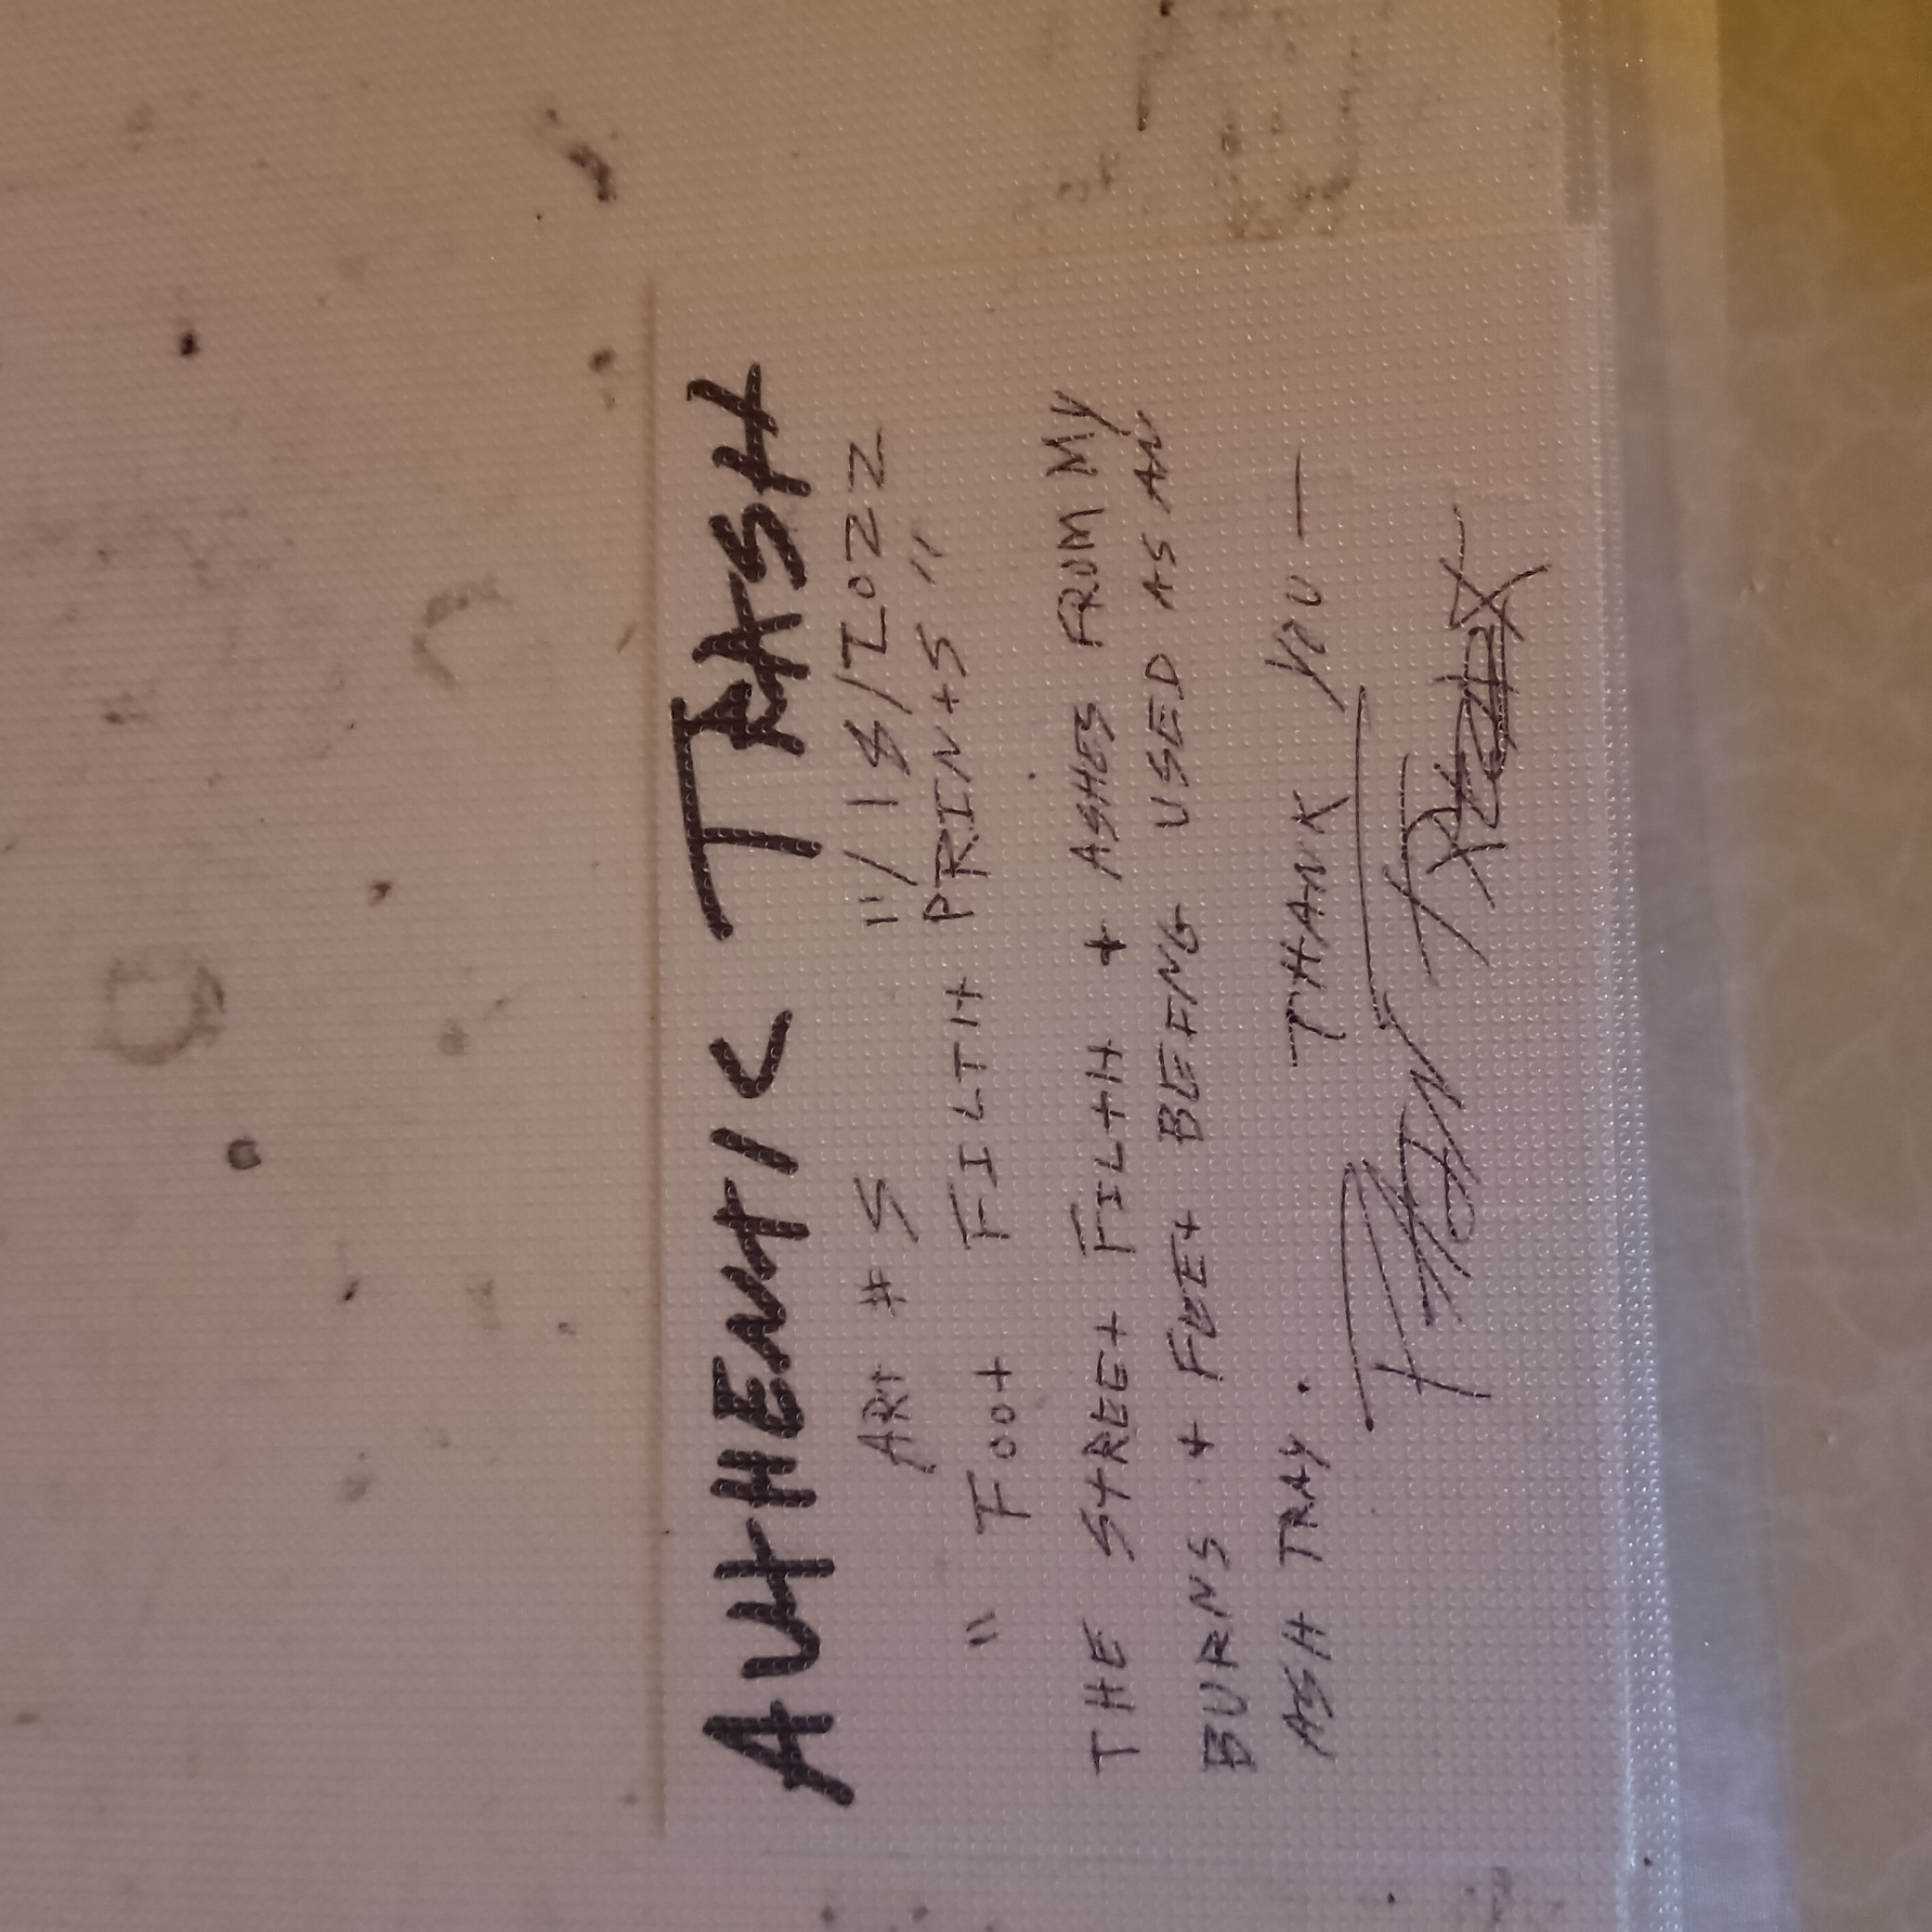 AUTHENTIC TRASH
ART # 5 11/18/2022
" FOOT FILTH PRINTS "
THE STREET FILTH + ASHES FROM MY
BURNS + FEET BEING USED AS AN
ASH TRAY.
THANK YOU —